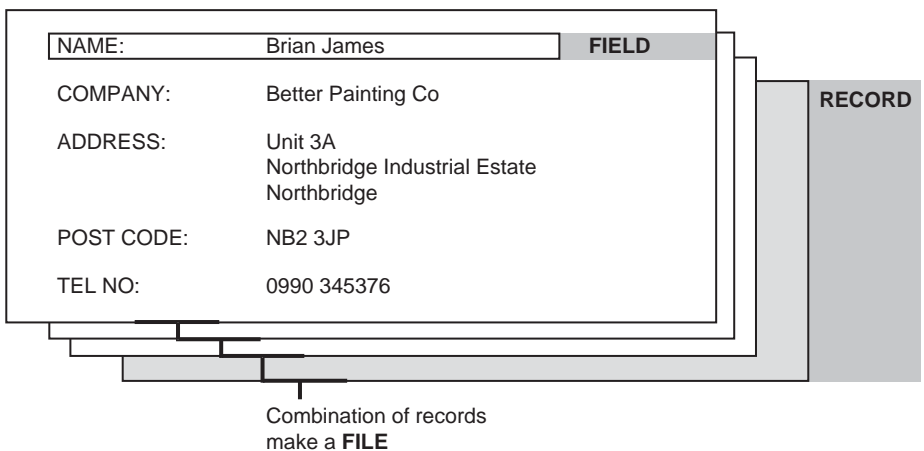 NAME: Brian James FIELD
COMPANY: Better Painting Co
RECORD
ADDRESS: Unit 3A
Northbridge Industrial Estate
Northbridge
POST CODE: NB2 3JP
TEL NO: 0990 345376
Combination of records
make a FILE